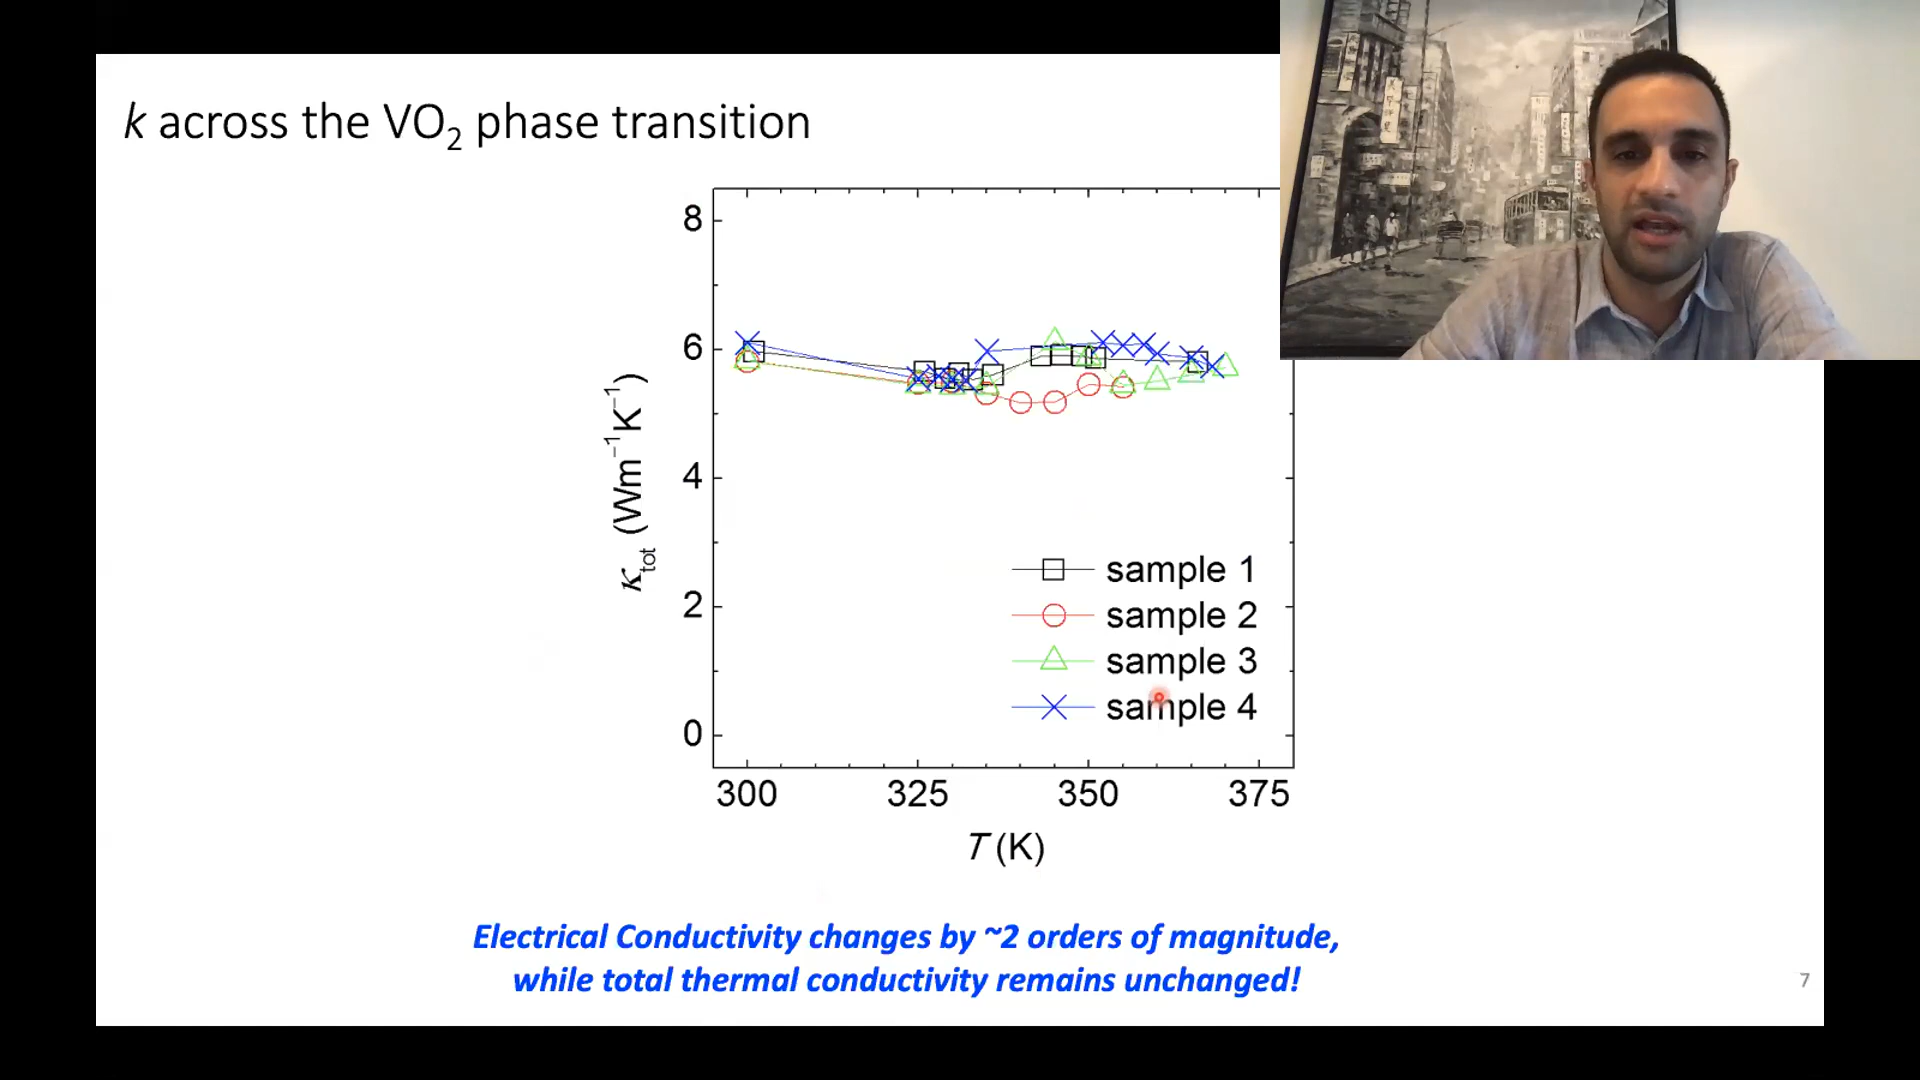 k across the VO₂ phase transition
8
6
4
2
0
κtot (Wm⁻¹K⁻¹)
sample 1
sample 2
sample 3
sample 4
300 325 350 375
T (K)
Electrical Conductivity changes by ~2 orders of magnitude,
while total thermal conductivity remains unchanged!
7